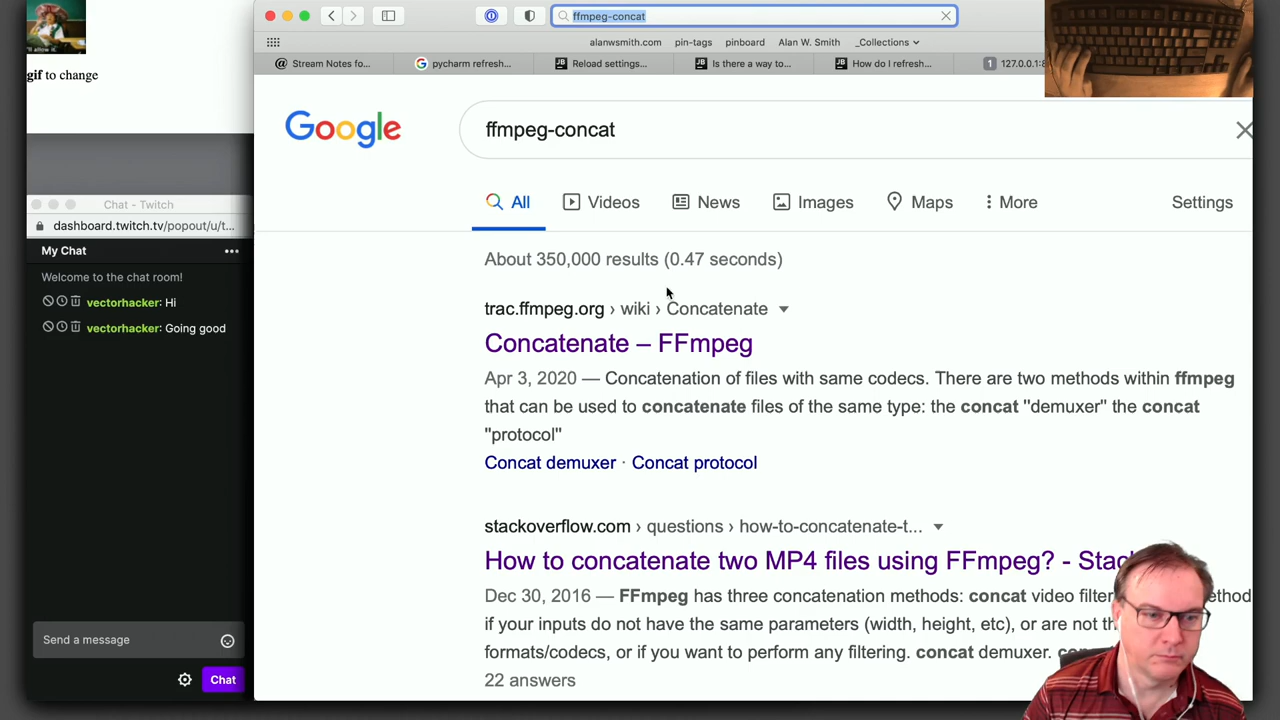 'll allow it.
gif to change
Chat - Twitch
dashboard.twitch.tv/popout/u/t...
My Chat
Welcome to the chat room!
vectorhacker: Hi
vectorhacker: Going good
Send a message
Chat
ffmpeg-concat
alanwsmith.com
pin-tags
pinboard
Alan W. Smith
_Collections
@ Stream Notes fo...
pycharm refresh...
Reload settings...
Is there a way to...
How do I refresh...
1 127.0.0.1:8
Google
ffmpeg-concat
All
Videos
News
Images
Maps
More
Settings
About 350,000 results (0.47 seconds)
trac.ffmpeg.org › wiki › Concatenate
Concatenate – FFmpeg
Apr 3, 2020 — Concatenation of files with same codecs. There are two methods within ffmpeg
that can be used to concatenate files of the same type: the concat "demuxer" the concat
"protocol"
Concat demuxer · Concat protocol
stackoverflow.com › questions › how-to-concatenate-t...
How to concatenate two MP4 files using FFmpeg? - Stac
Dec 30, 2016 — FFmpeg has three concatenation methods: concat video filter
if your inputs do not have the same parameters (width, height, etc), or are not th
formats/codecs, or if you want to perform any filtering. concat demuxer.
22 answers